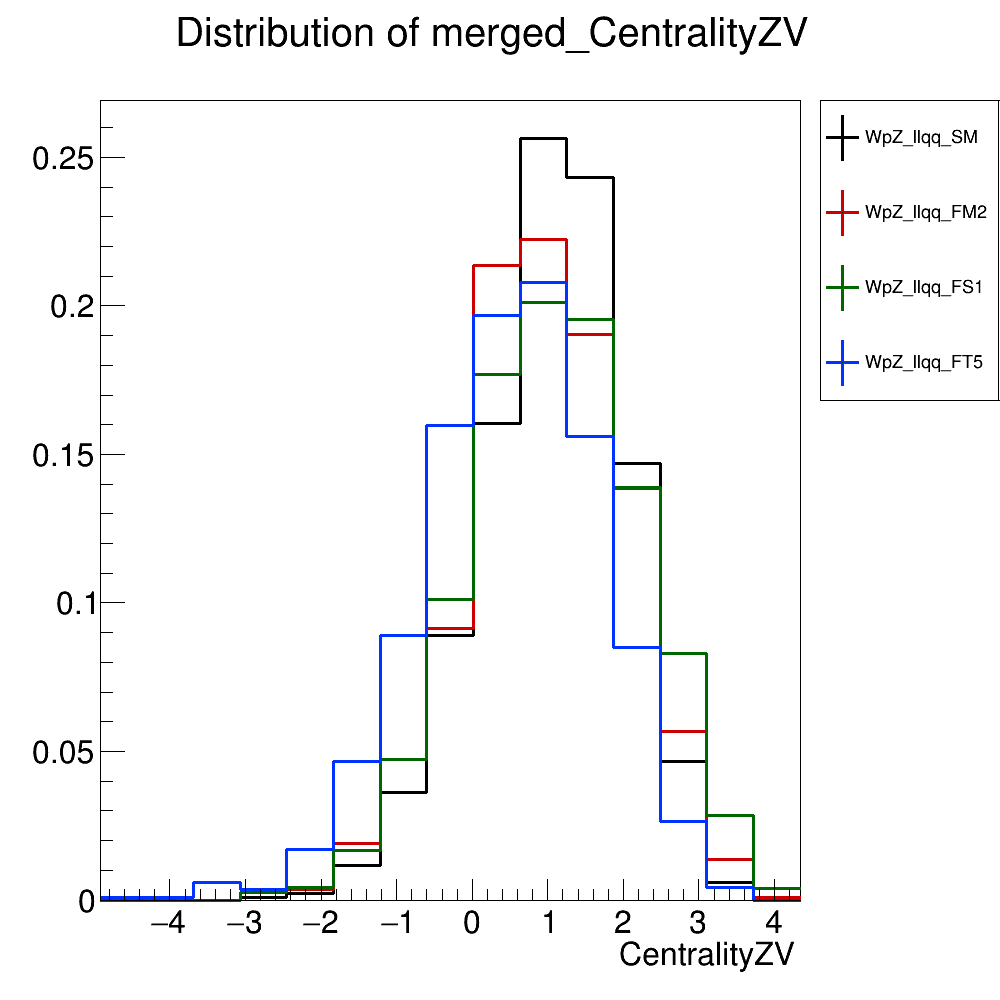 Distribution of merged_CentralityZV
0.25
0.2
0.15
0.1
0.05
0
−4 −3 −2 −1 0 1 2 3 4
CentralityZV
WpZ_llqq_SM
WpZ_llqq_FM2
WpZ_llqq_FS1
WpZ_llqq_FT5